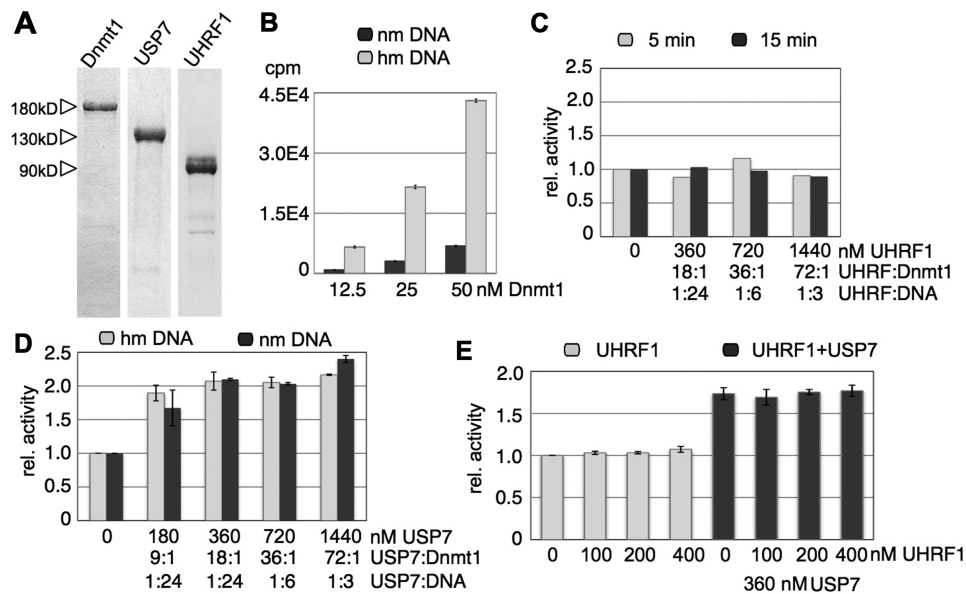 A
Dnmt1
USP7
UHRF1
180kD
130kD
90kD
B
nm DNA
hm DNA
cpm
4.5E4
3.0E4
1.5E4
0
12.5 25 50 nM Dnmt1
C
5 min 15 min
rel. activity
2.5
2.0
1.5
1.0
0.5
0
0 360 720 1440 nM UHRF1
18:1 36:1 72:1 UHRF:Dnmt1
1:24 1:6 1:3 UHRF:DNA
D
hm DNA nm DNA
rel. activity
2.5
2.0
1.5
1.0
0.5
0
0 180 360 720 1440 nM USP7
9:1 18:1 36:1 72:1 USP7:Dnmt1
1:24 1:24 1:6 1:3 USP7:DNA
E
UHRF1 UHRF1+USP7
rel. activity
2.0
1.5
1.0
0.5
0
0 100 200 400 0 100 200 400 nM UHRF1
360 nM USP7